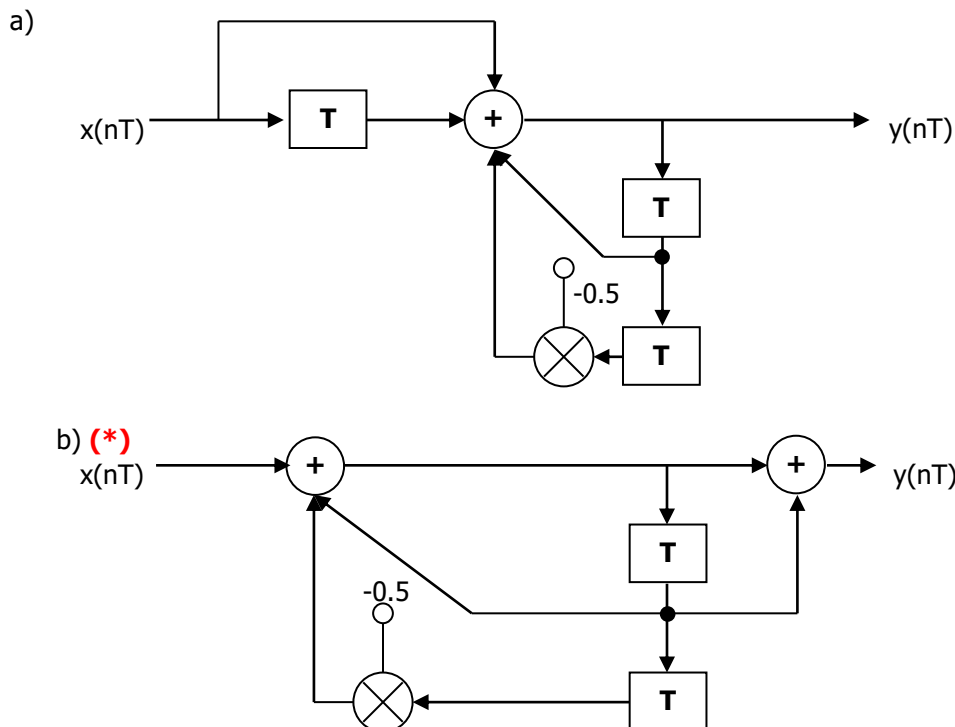 a)
x(nT) T + y(nT)
T
-0.5
T
b) (*)
x(nT) + + y(nT)
T
-0.5
T